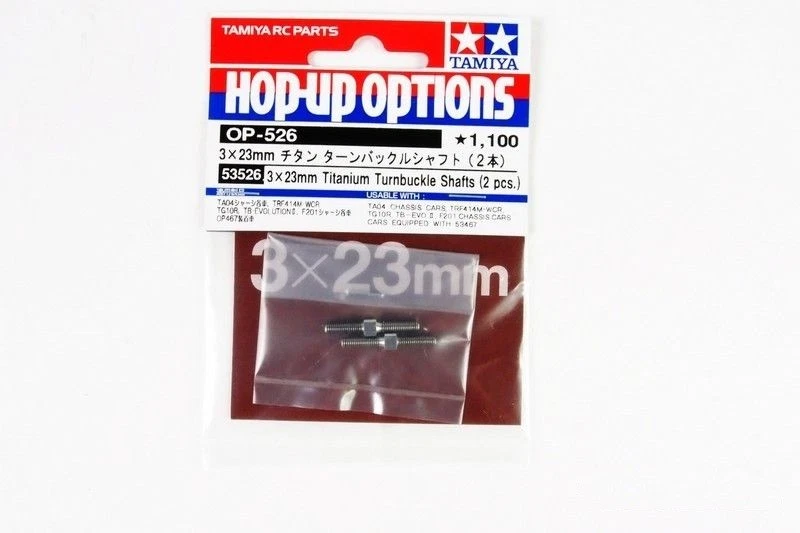 TAMIYA RC PARTS
TAMIYA
HOP-UP OPTIONS
OP-526
★1,100
3×23mm チタン ターンバックルシャフト (2本)
53526 3×23mm Titanium Turnbuckle Shafts (2 pcs.)
USABLE WITH:
TA04シャーシ各車, TRF414M-WCR
TG10R, TB-EVOLUTIONⅡ, F201シャーシ各車
OP467装着車
TA04 CHASSIS CARS, TRF414M-WCR
TG10R, TB-EVO.Ⅱ, F201 CHASSIS CARS
CARS EQUIPPED WITH 53467
3×23mm